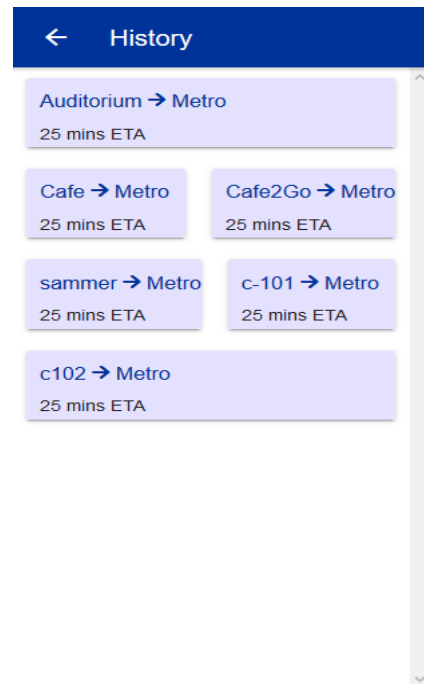 History
Auditorium → Metro
25 mins ETA
Cafe → Metro
25 mins ETA
Cafe2Go → Metro
25 mins ETA
sammer → Metro
25 mins ETA
c-101 → Metro
25 mins ETA
c102 → Metro
25 mins ETA